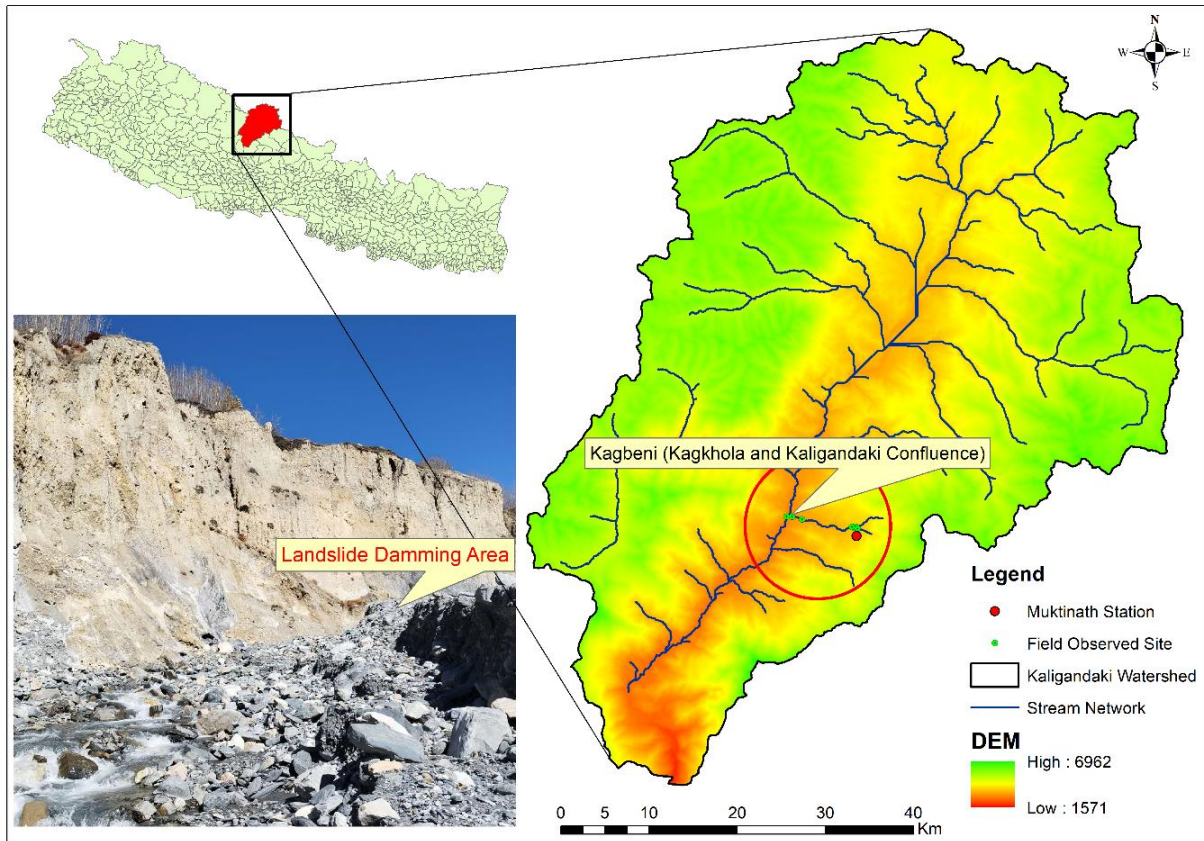 N
W E
S
Kagbeni (Kagkhola and Kaligandaki Confluence)
Landslide Damming Area
Legend
Muktinath Station
Field Observed Site
Kaligandaki Watershed
Stream Network
DEM
High : 6962
Low : 1571
0 5 10 20 30 40
Km